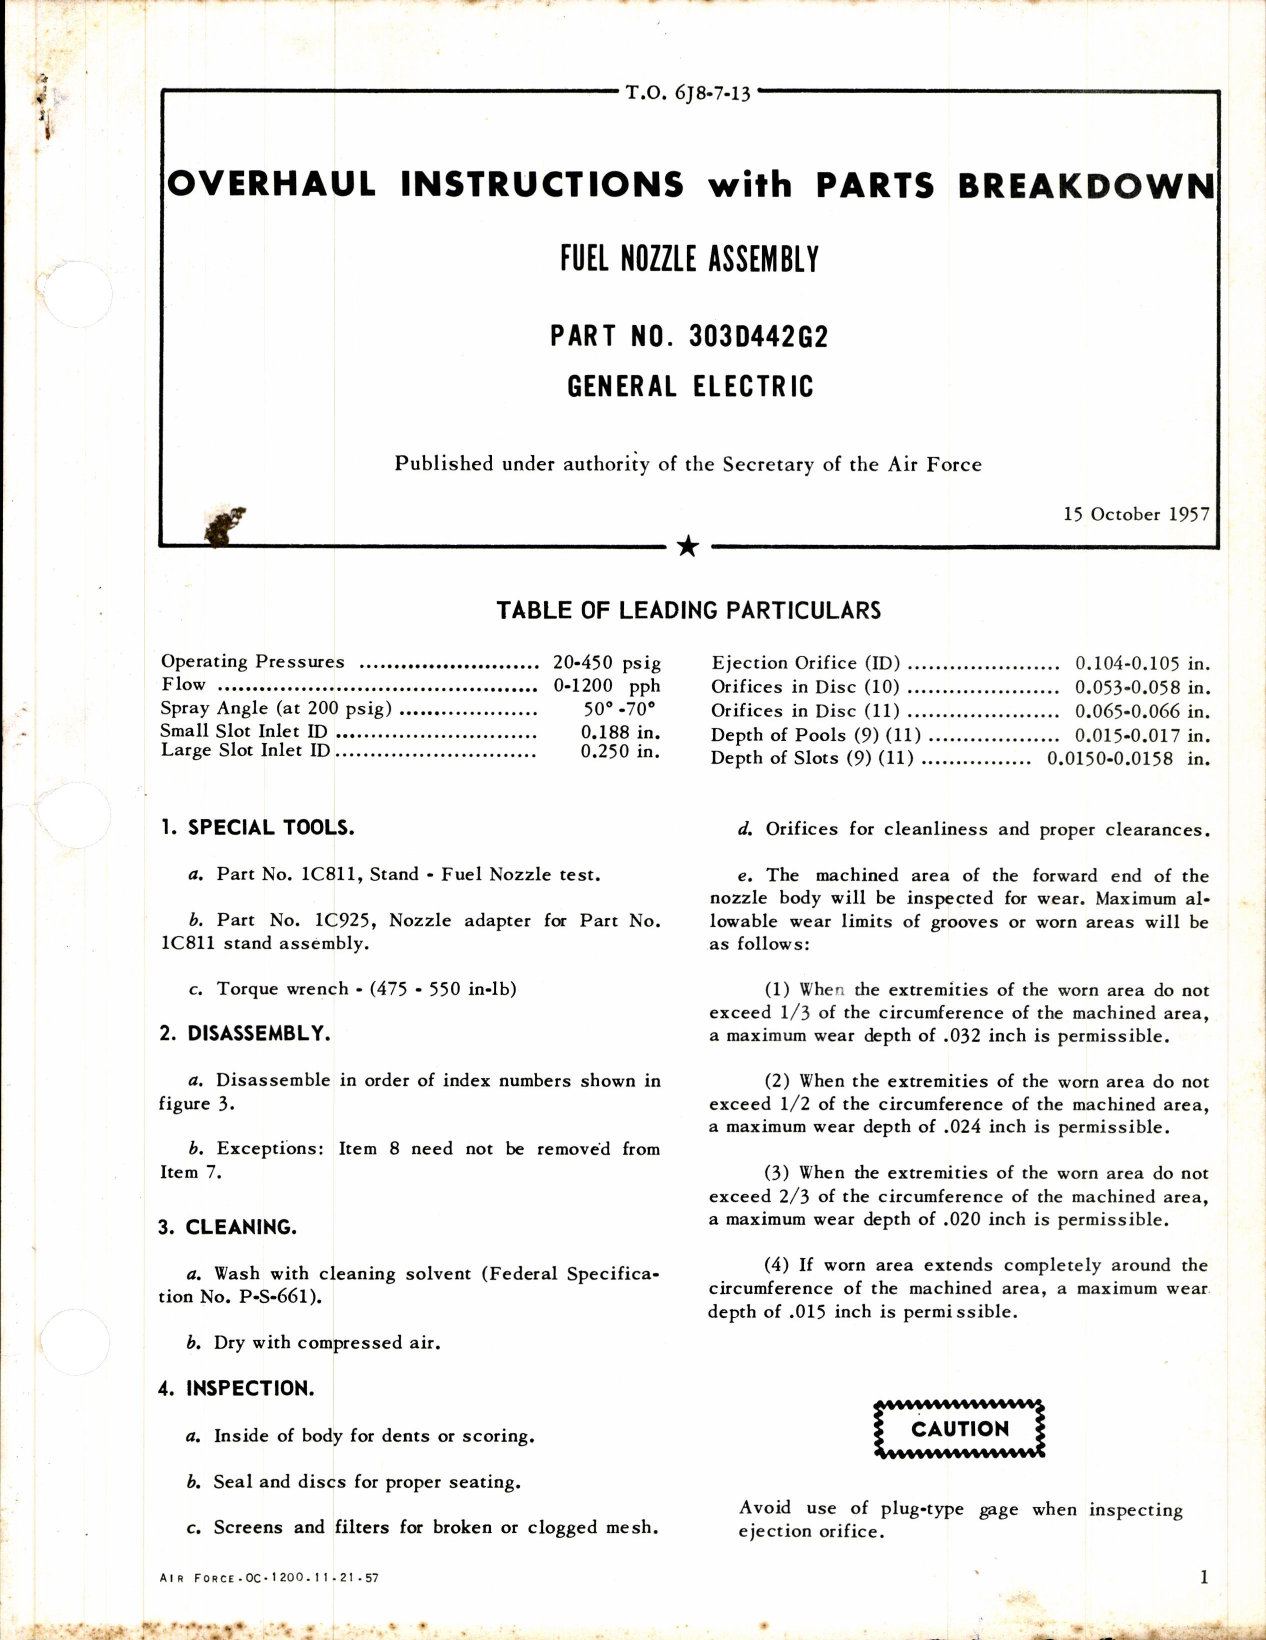 T.O. 6J8-7-13
OVERHAUL INSTRUCTIONS with PARTS BREAKDOWN
FUEL NOZZLE ASSEMBLY
PART NO. 303D442G2
GENERAL ELECTRIC
Published under authority of the Secretary of the Air Force
15 October 1957
TABLE OF LEADING PARTICULARS
Operating Pressures .......................... 20-450 psig
Flow .............................................. 0-1200 pph
Spray Angle (at 200 psig) .................... 50° -70°
Small Slot Inlet ID ............................. 0.188 in.
Large Slot Inlet ID ............................. 0.250 in.
Ejection Orifice (ID) ...................... 0.104-0.105 in.
Orifices in Disc (10) ...................... 0.053-0.058 in.
Orifices in Disc (11) ...................... 0.065-0.066 in.
Depth of Pools (9) (11) ................... 0.015-0.017 in.
Depth of Slots (9) (11) ................ 0.0150-0.0158 in.
1. SPECIAL TOOLS.
a. Part No. 1C811, Stand - Fuel Nozzle test.
b. Part No. 1C925, Nozzle adapter for Part No.
1C811 stand assembly.
c. Torque wrench - (475 - 550 in-lb)
2. DISASSEMBLY.
a. Disassemble in order of index numbers shown in
figure 3.
b. Exceptions: Item 8 need not be removed from
Item 7.
3. CLEANING.
a. Wash with cleaning solvent (Federal Specifica-
tion No. P-S-661).
b. Dry with compressed air.
4. INSPECTION.
a. Inside of body for dents or scoring.
b. Seal and discs for proper seating.
c. Screens and filters for broken or clogged mesh.
d. Orifices for cleanliness and proper clearances.
e. The machined area of the forward end of the
nozzle body will be inspected for wear. Maximum al-
lowable wear limits of grooves or worn areas will be
as follows:
(1) When the extremities of the worn area do not
exceed 1/3 of the circumference of the machined area,
a maximum wear depth of .032 inch is permissible.
(2) When the extremities of the worn area do not
exceed 1/2 of the circumference of the machined area,
a maximum wear depth of .024 inch is permissible.
(3) When the extremities of the worn area do not
exceed 2/3 of the circumference of the machined area,
a maximum wear depth of .020 inch is permissible.
(4) If worn area extends completely around the
circumference of the machined area, a maximum wear
depth of .015 inch is permissible.
CAUTION
Avoid use of plug-type gage when inspecting
ejection orifice.
AIR FORCE-OC-1200-11-21-57
1